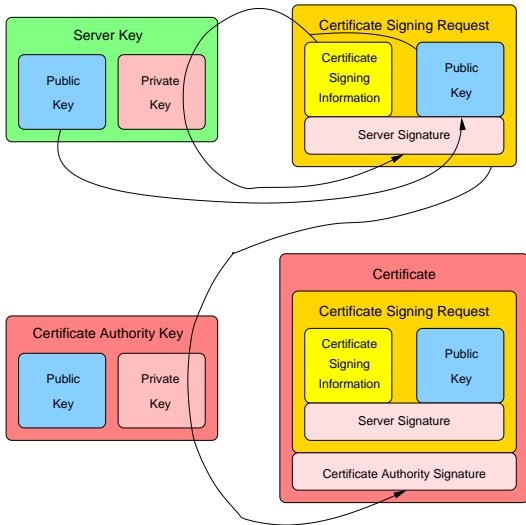 Server Key
Public
Key
Private
Key
Certificate Signing Request
Certificate
Signing
Information
Public
Key
Server Signature
Certificate Authority Key
Public
Key
Private
Key
Certificate
Certificate Signing Request
Certificate
Signing
Information
Public
Key
Server Signature
Certificate Authority Signature